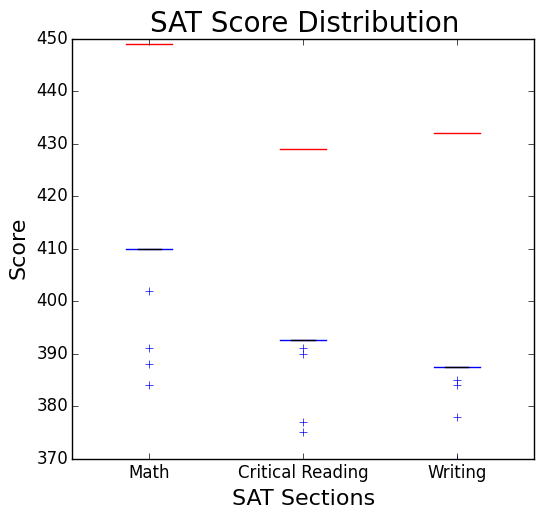 SAT Score Distribution
450
440
430
420
410
400
390
380
370
Score
Math
Critical Reading
Writing
SAT Sections